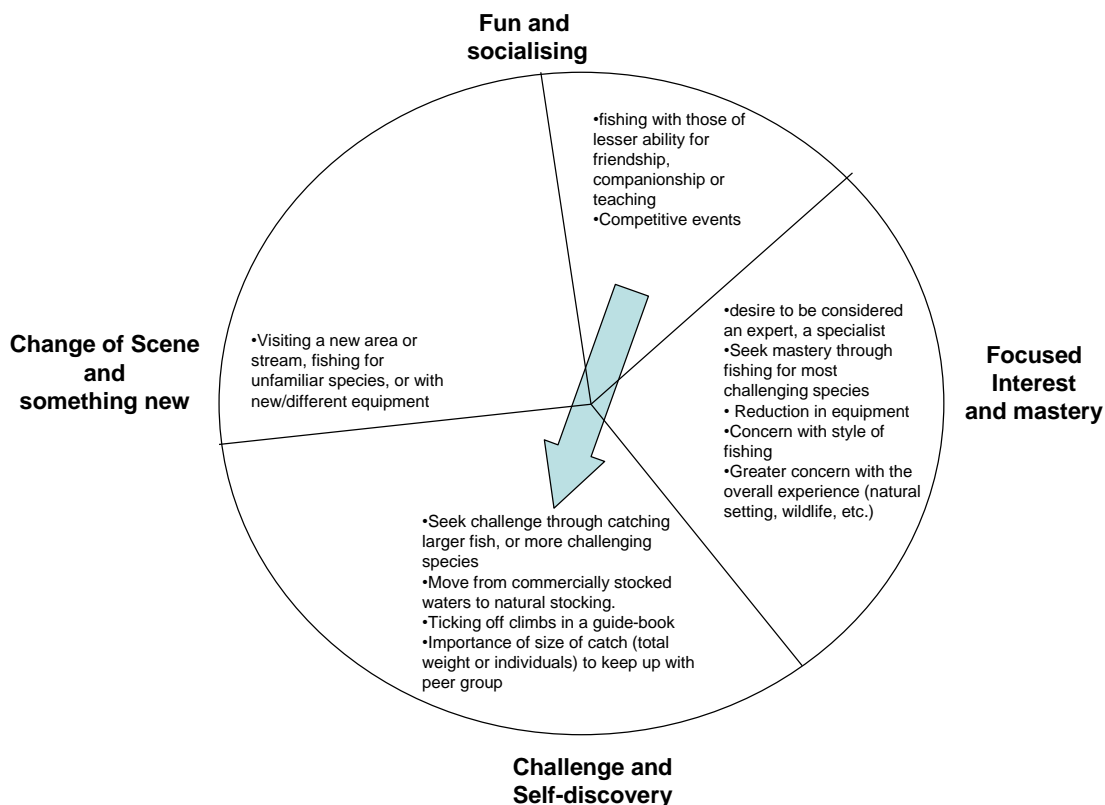 Fun and
socialising
•fishing with those of
lesser ability for
friendship,
companionship or
teaching
•Competitive events
Change of Scene
and
something new
•Visiting a new area or
stream, fishing for
unfamiliar species, or with
new/different equipment
•desire to be considered
an expert, a specialist
•Seek mastery through
fishing for most
challenging species
• Reduction in equipment
•Concern with style of
fishing
•Greater concern with the
overall experience (natural
setting, wildlife, etc.)
Focused
Interest
and mastery
•Seek challenge through catching
larger fish, or more challenging
species
•Move from commercially stocked
waters to natural stocking.
•Ticking off climbs in a guide-book
•Importance of size of catch (total
weight or individuals) to keep up with
peer group
Challenge and
Self-discovery